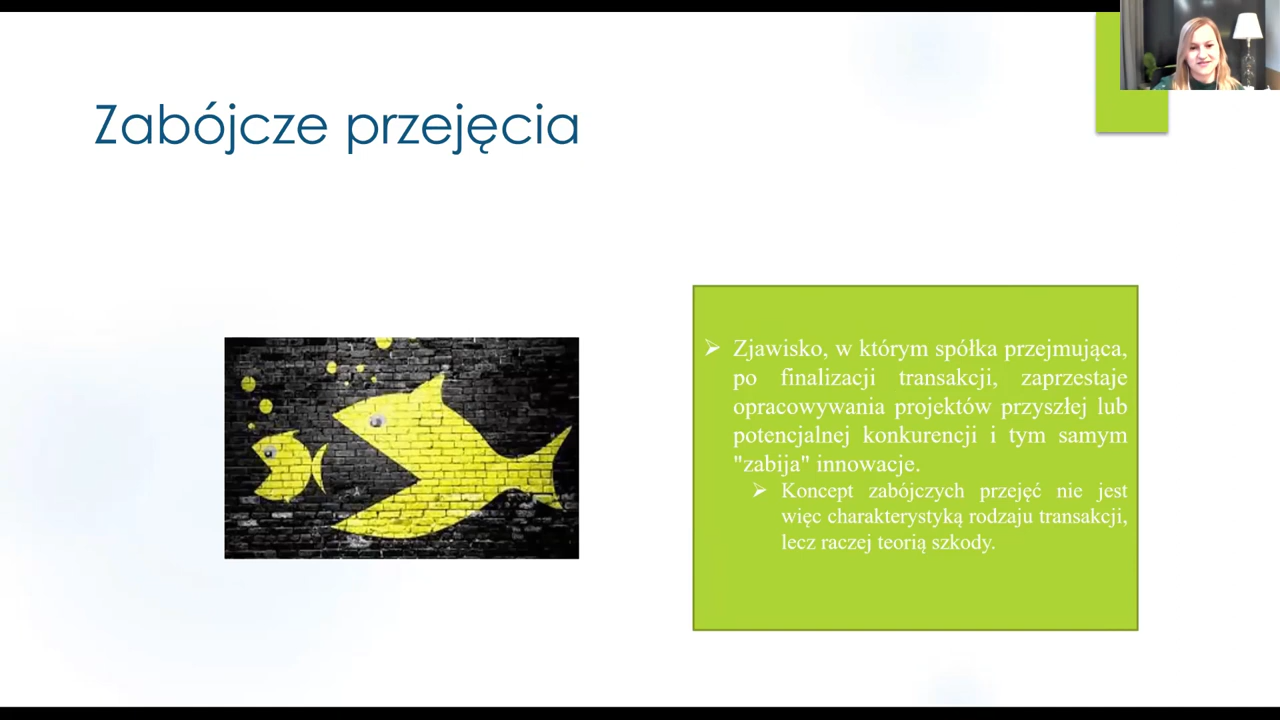 Zabójcze przejęcia
Zjawisko, w którym spółka przejmująca,
po finalizacji transakcji, zaprzestaje
opracowywania projektów przyszłej lub
potencjalnej konkurencji i tym samym
"zabija" innowacje.
Koncept zabójczych przejęć nie jest
więc charakterystyką rodzaju transakcji,
lecz raczej teorią szkody.